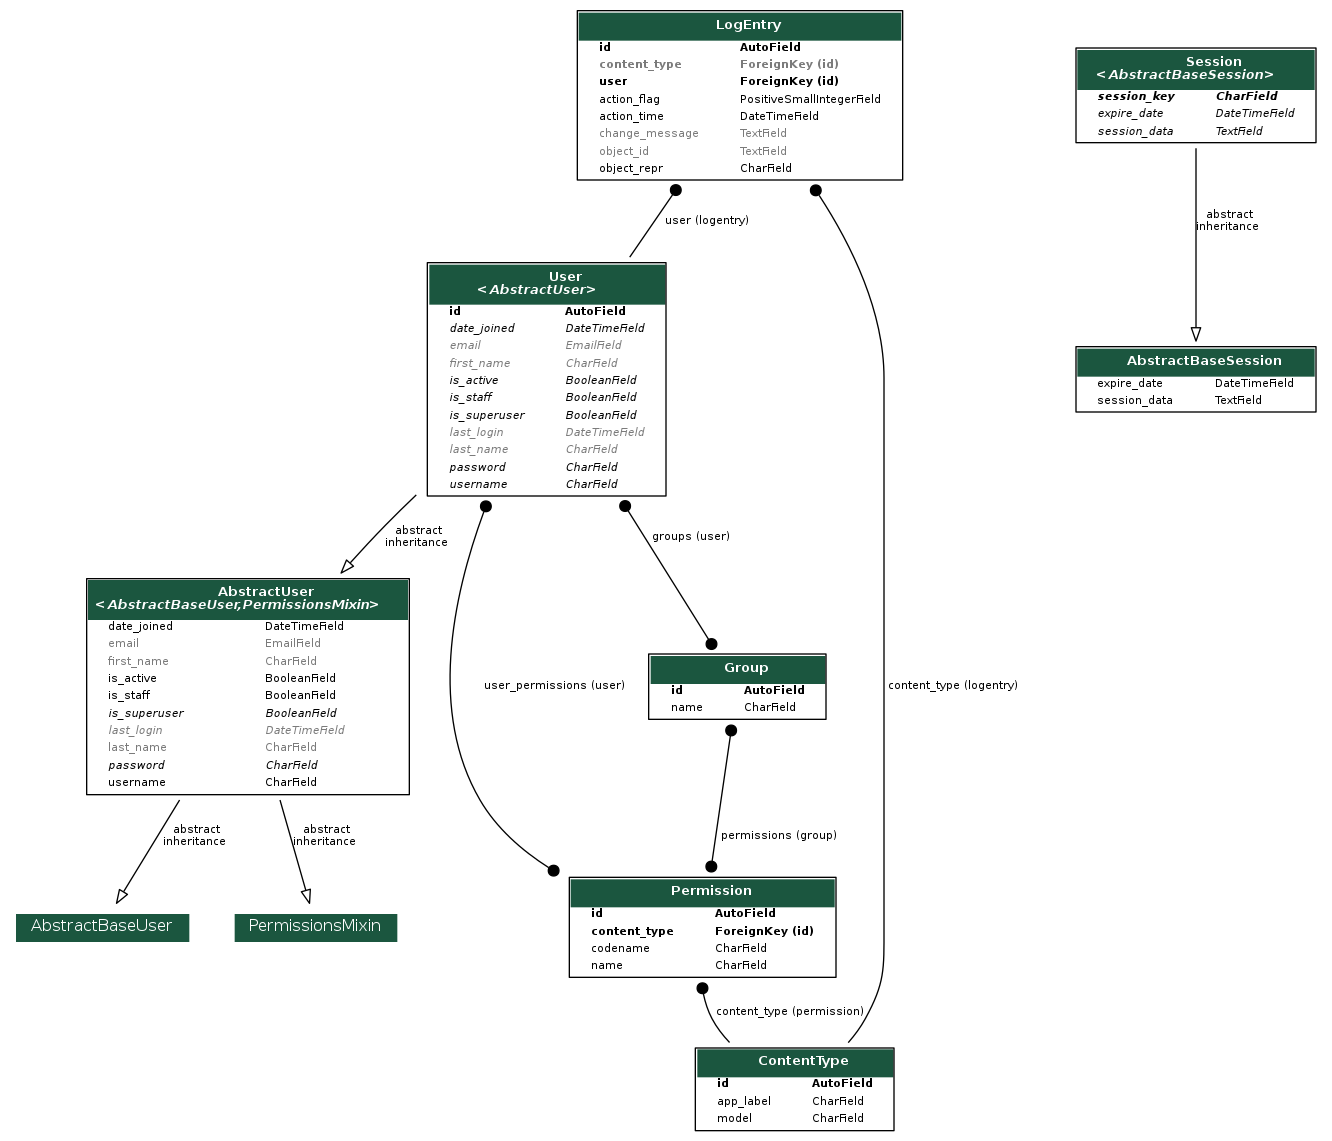 LogEntry
id AutoField
content_type ForeignKey (id)
user ForeignKey (id)
action_flag PositiveSmallIntegerField
action_time DateTimeField
change_message TextField
object_id TextField
object_repr CharField
Session
<AbstractBaseSession>
session_key CharField
expire_date DateTimeField
session_data TextField
user (logentry)
abstract
inheritance
User
<AbstractUser>
id AutoField
date_joined DateTimeField
email EmailField
first_name CharField
is_active BooleanField
is_staff BooleanField
is_superuser BooleanField
last_login DateTimeField
last_name CharField
password CharField
username CharField
AbstractBaseSession
expire_date DateTimeField
session_data TextField
abstract
inheritance
groups (user)
AbstractUser
<AbstractBaseUser,PermissionsMixin>
date_joined DateTimeField
email EmailField
first_name CharField
is_active BooleanField
is_staff BooleanField
is_superuser BooleanField
last_login DateTimeField
last_name CharField
password CharField
username CharField
user_permissions (user)
Group
id AutoField
name CharField
content_type (logentry)
abstract
inheritance
abstract
inheritance
permissions (group)
AbstractBaseUser
PermissionsMixin
Permission
id AutoField
content_type ForeignKey (id)
codename CharField
name CharField
content_type (permission)
ContentType
id AutoField
app_label CharField
model CharField